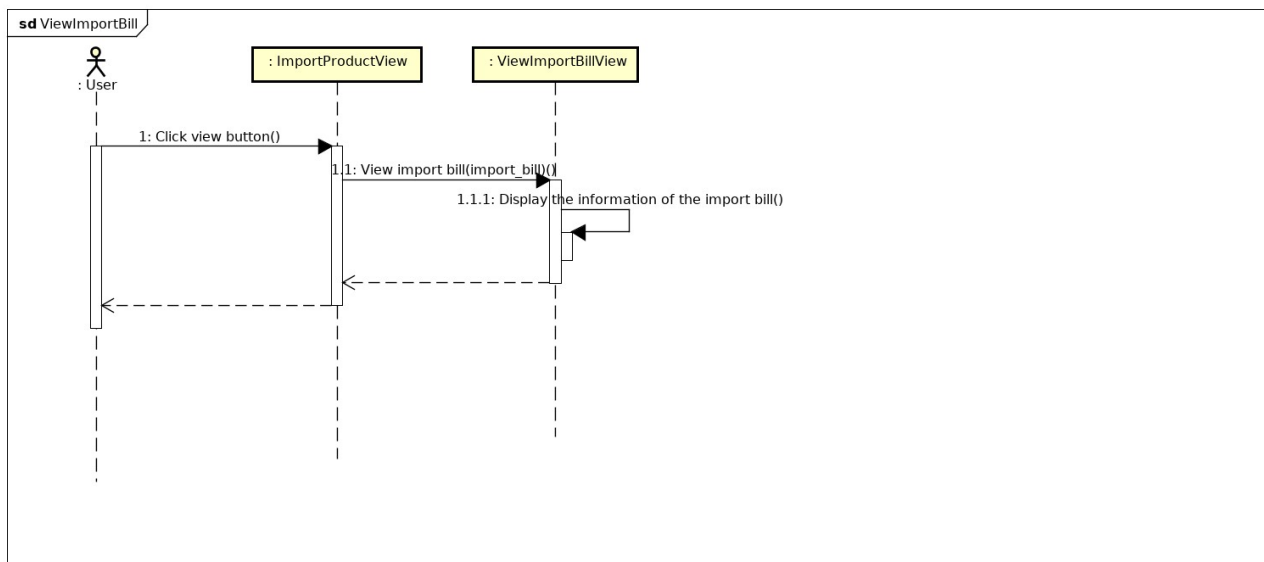 sd ViewImportBill
: User
: ImportProductView
: ViewImportBillView
1: Click view button()
1.1: View import bill(import_bill)()
1.1.1: Display the information of the import bill()